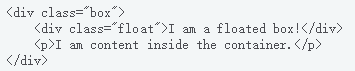 <div class="box">
    <div class="float">I am a floated box!</div>
    <p>I am content inside the container.</p>
</div>